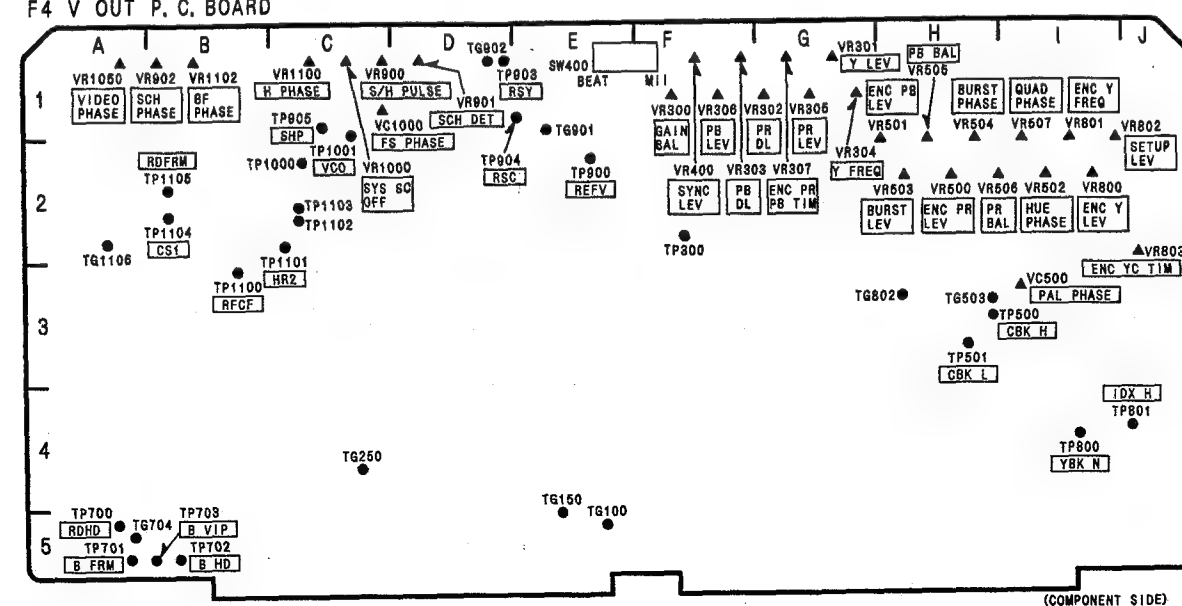 F4 V OUT P. C. BOARD
A B C D E F G H I J
1
2
3
4
5
VR1050
VIDEO
PHASE
VR902
SCH
PHASE
VR1102
BF
PHASE
VR1100
H PHASE
VR900
S/H PULSE
VR901
SCH DET
VC1000
FS PHASE
TG902
TP903
RSY
SW400
BEAT MII
VR301
Y LEV
PB BAL
VR505
VR300
GAIN
BAL
VR306
PB
LEV
VR302
PR
DL
VR305
PR
LEV
VR304
Y FREQ
ENC PB
LEV
VR501
BURST
PHASE
VR504
QUAD
PHASE
VR507
ENC Y
FREQ
VR801
VR802
SETUP
LEV
TP905
SHP
TP1000
TP1001
VCO
VR1000
SYS SC
OFF
TP904
RSC
TG901
TP900
REFV
VR400
SYNC
LEV
VR303
PB
DL
VR307
ENC PR
PB TIM
VR503
BURST
LEV
VR500
ENC PR
LEV
VR506
PR
BAL
VR502
HUE
PHASE
VR800
ENC Y
LEV
RDFRM
TP1105
TP1104
CS1
TG1106
TP1103
TP1102
TP1101
HR2
TP1100
RFCF
TP300
VR803
ENC YC TIM
VC500
PAL PHASE
TG802
TG503
TP500
CBK H
TP501
CBK L
IDX H
TP801
TP800
YBK N
TG250
TG150
TG100
TP700
RDHD
TG704
TP703
B VIP
TP701
B FRM
TP702
B HD
(COMPONENT SIDE)